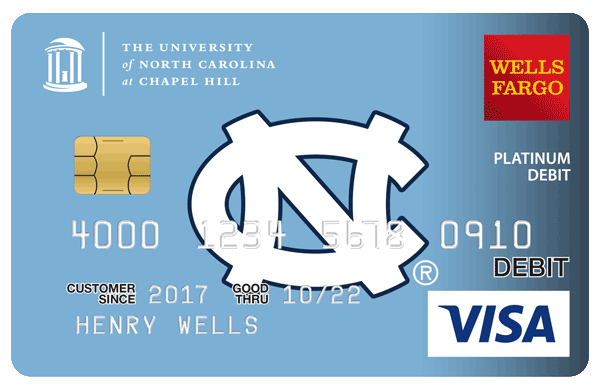 THE UNIVERSITY
of NORTH CAROLINA
at CHAPEL HILL
WELLS
FARGO
PLATINUM
DEBIT
NC
4000 1234 5678 0910
®
DEBIT
CUSTOMER
SINCE 2017 GOOD
THRU 10/22
HENRY WELLS
VISA